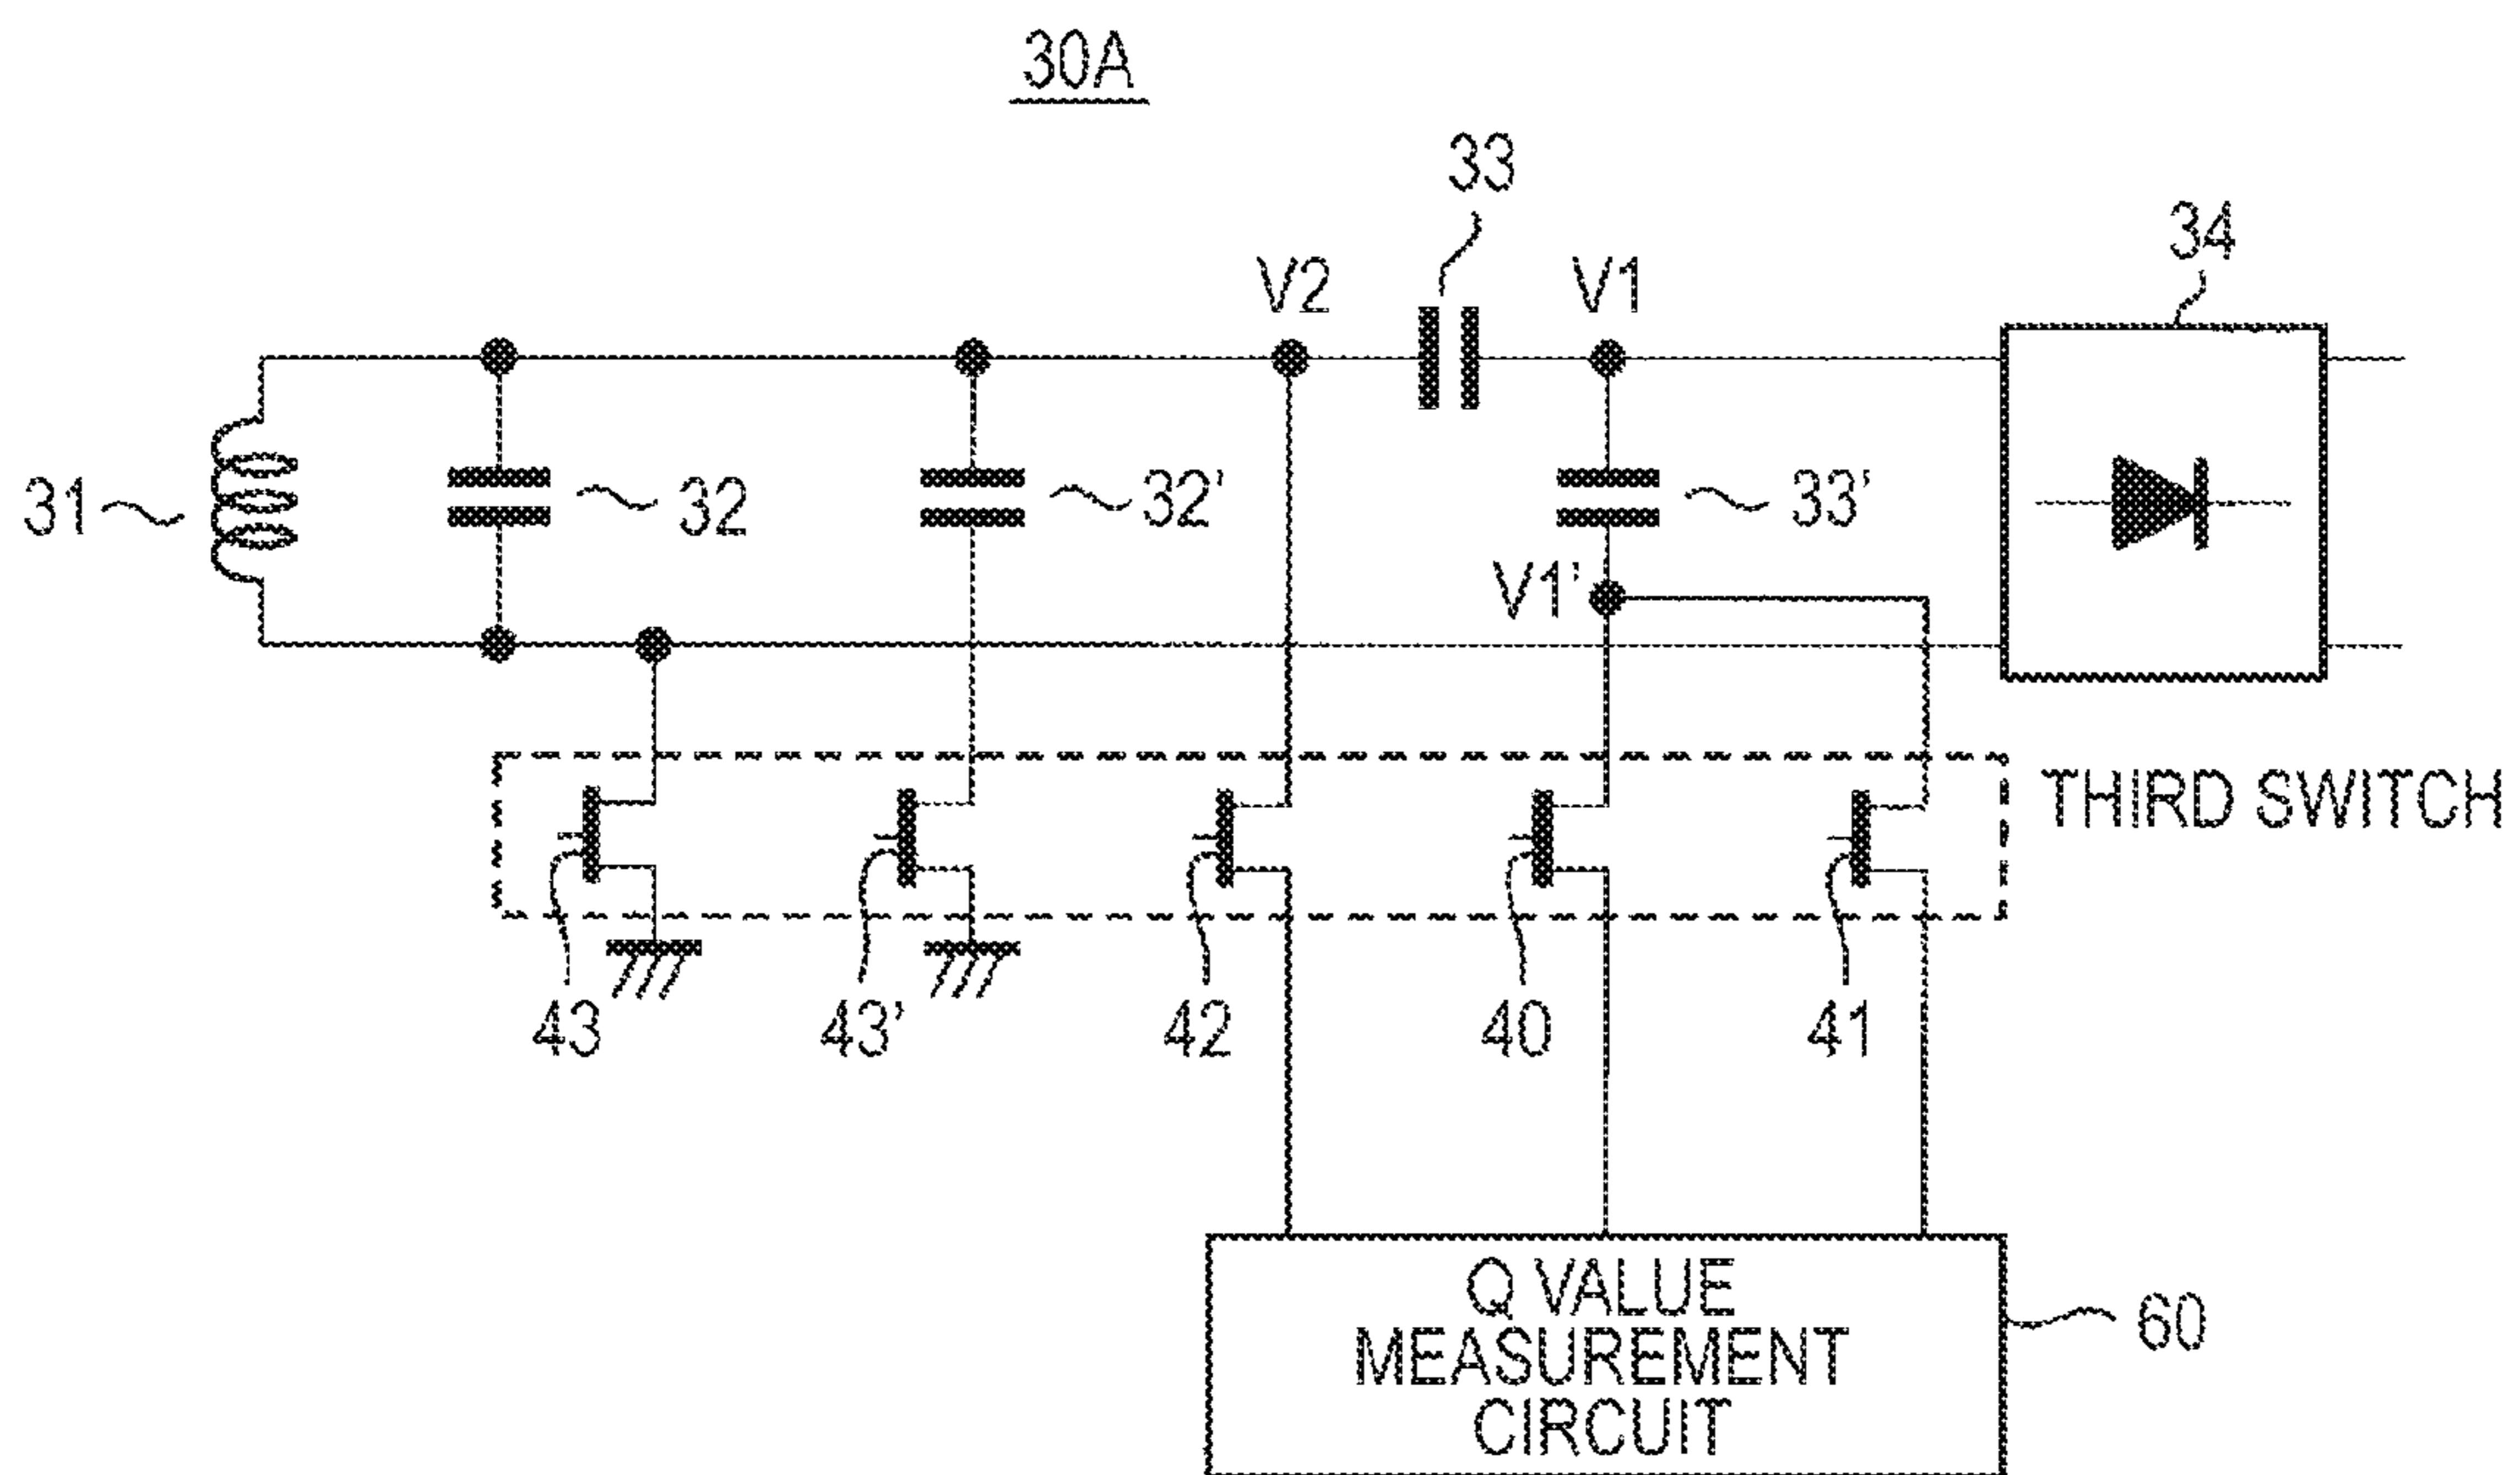 30A
33
34
V2
V1
31
32
32'
33'
V1'
THIRD SWITCH
43
43'
42
40
41
Q VALUE
MEASUREMENT
CIRCUIT
60